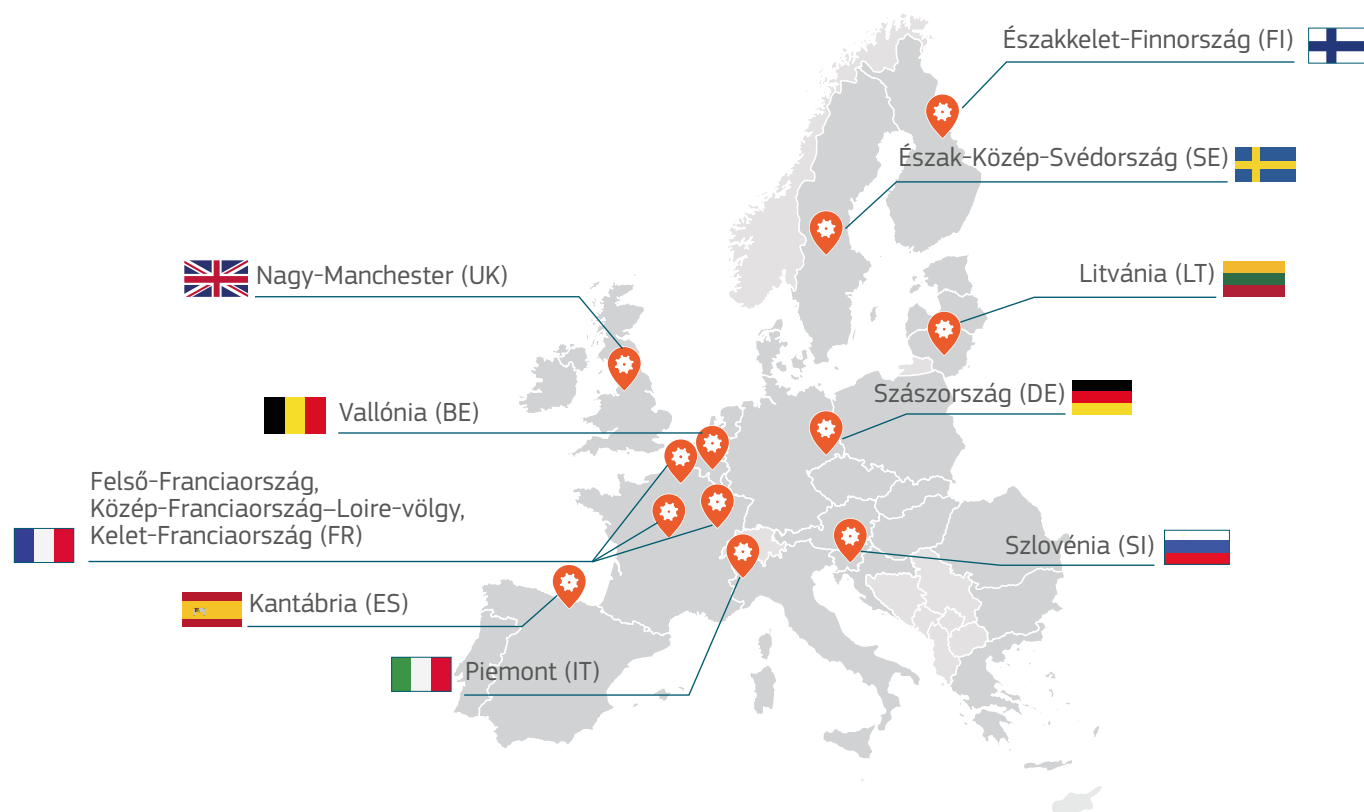 Északkelet-Finnország (FI)
Észak-Közép-Svédország (SE)
Nagy-Manchester (UK)
Litvánia (LT)
Szászország (DE)
Vallónia (BE)
Felső-Franciaország,
Közép-Franciaország–Loire-völgy,
Kelet-Franciaország (FR)
Szlovénia (SI)
Kantábria (ES)
Piemont (IT)